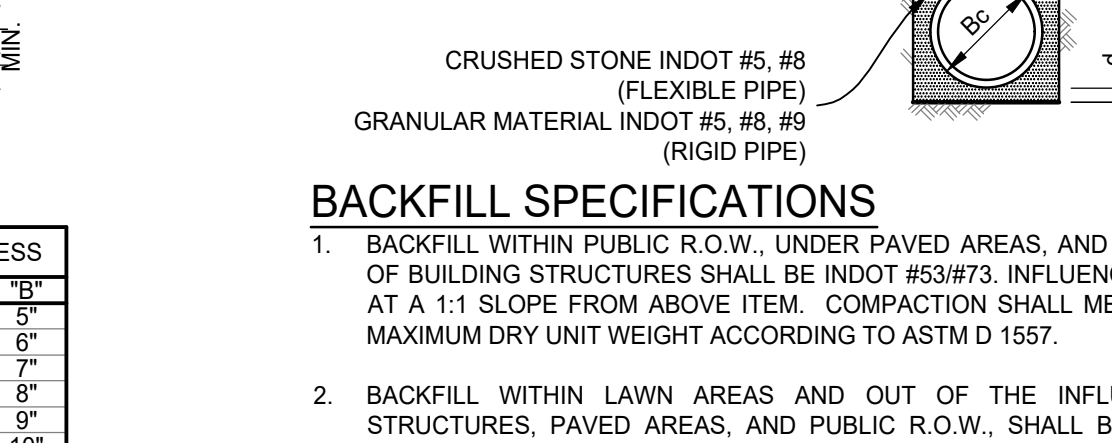 MIN.
Bc
CRUSHED STONE INDOT #5, #8
(FLEXIBLE PIPE)
GRANULAR MATERIAL INDOT #5, #8, #9
(RIGID PIPE)
BACKFILL SPECIFICATIONS
1. BACKFILL WITHIN PUBLIC R.O.W., UNDER PAVED AREAS, AND
OF BUILDING STRUCTURES SHALL BE INDOT #53/#73. INFLUENC
AT A 1:1 SLOPE FROM ABOVE ITEM. COMPACTION SHALL ME
MAXIMUM DRY UNIT WEIGHT ACCORDING TO ASTM D 1557.
2. BACKFILL WITHIN LAWN AREAS AND OUT OF THE INFLU
STRUCTURES, PAVED AREAS, AND PUBLIC R.O.W., SHALL B
ESS
"B"
5"
6"
7"
8"
9"
10"